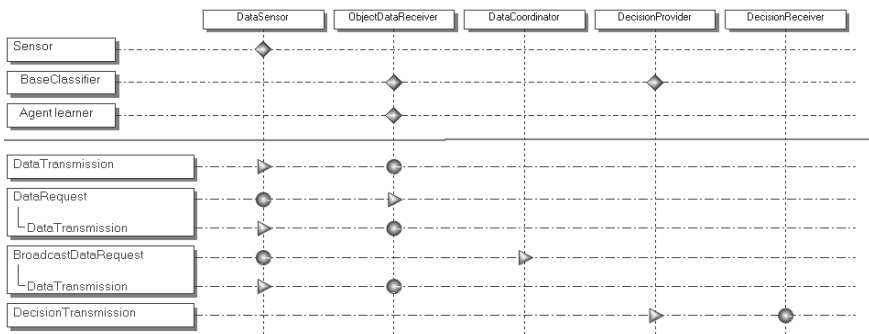 DataSensor ObjectDataReceiver DataCoordinator DecisionProvider DecisionReceiver
Sensor
BaseClassifier
Agent learner
DataTransmission
DataRequest
DataTransmission
BroadcastDataRequest
DataTransmission
DecisionTransmission